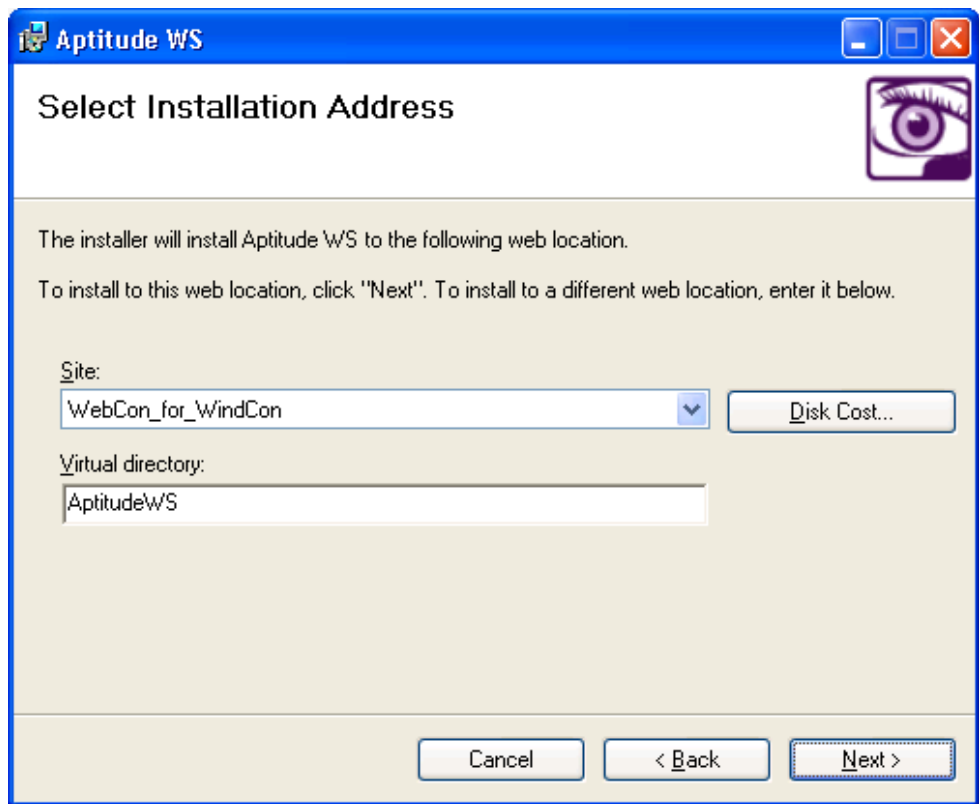 Aptitude WS
Select Installation Address
The installer will install Aptitude WS to the following web location.
To install to this web location, click "Next". To install to a different web location, enter it below.
Site:
WebCon_for_WindCon
Disk Cost...
Virtual directory:
AptitudeWS
Cancel
< Back
Next >